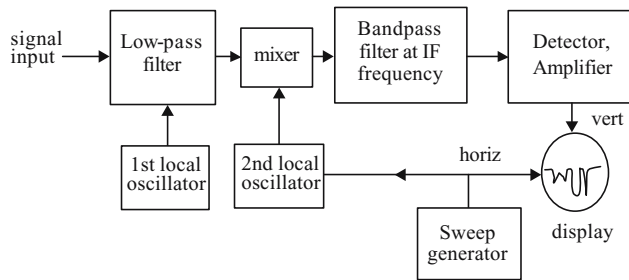 signal
input
Low-pass
filter
mixer
Bandpass
filter at IF
frequency
Detector,
Amplifier
vert
1st local
oscillator
2nd local
oscillator
horiz
Sweep
generator
display